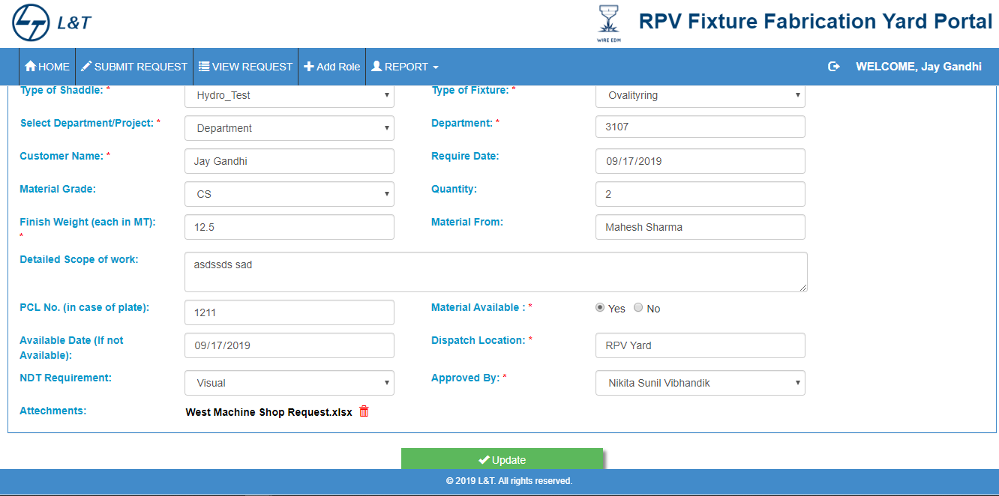 L&T
WIRE EDM
RPV Fixture Fabrication Yard Portal
HOME SUBMIT REQUEST VIEW REQUEST Add Role REPORT WELCOME, Jay Gandhi
Type of Shaddle: * Hydro_Test Type of Fixture: * Ovalityring
Select Department/Project: * Department Department: * 3107
Customer Name: * Jay Gandhi Require Date: 09/17/2019
Material Grade: CS Quantity: 2
Finish Weight (each in MT): * 12.5 Material From: Mahesh Sharma
Detailed Scope of work: asdssds sad
PCL No. (in case of plate): 1211 Material Available : * Yes No
Available Date (If not
Available): 09/17/2019 Dispatch Location: * RPV Yard
NDT Requirement: Visual Approved By: * Nikita Sunil Vibhandik
Attechments: West Machine Shop Request.xlsx
Update
© 2019 L&T. All rights reserved.